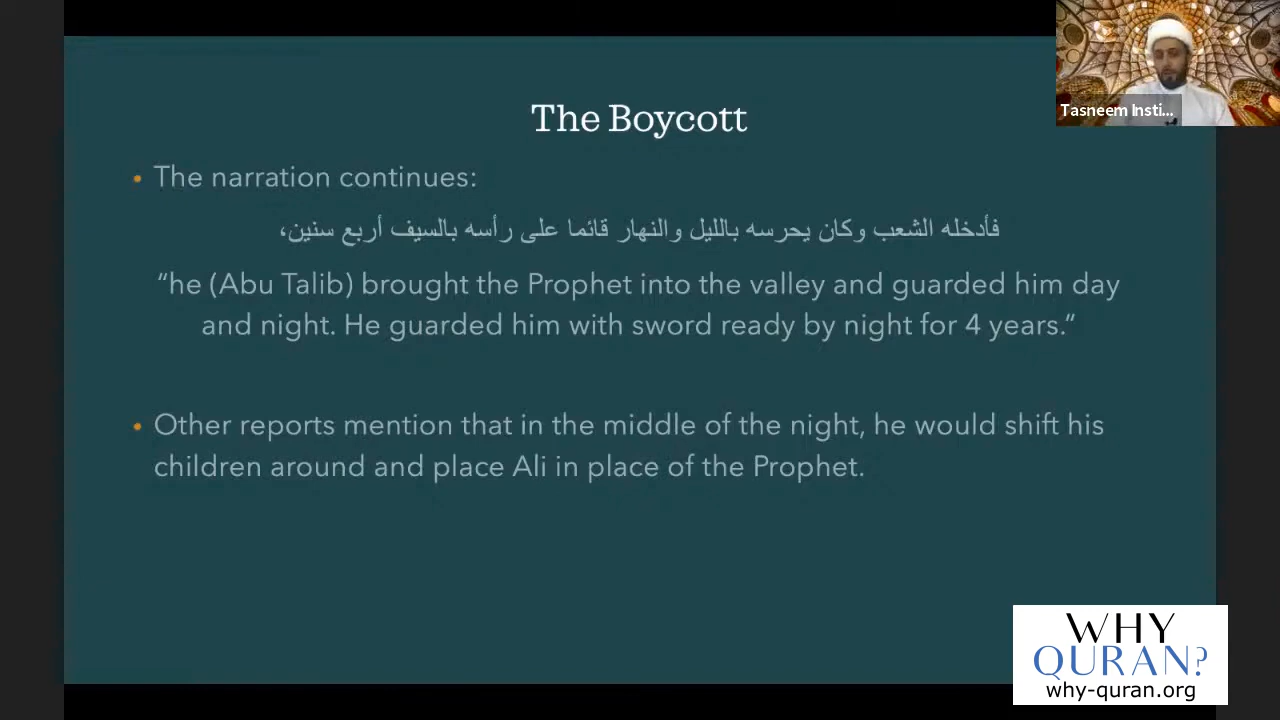 Tasneem Insti...
The Boycott
• The narration continues:
فأدخله الشعب وكان يحرسه بالليل والنهار قائما على رأسه بالسيف أربع سنين،
“he (Abu Talib) brought the Prophet into the valley and guarded him day
and night. He guarded him with sword ready by night for 4 years.“
• Other reports mention that in the middle of the night, he would shift his
children around and place Ali in place of the Prophet.
WHY
QURAN?
why-quran.org